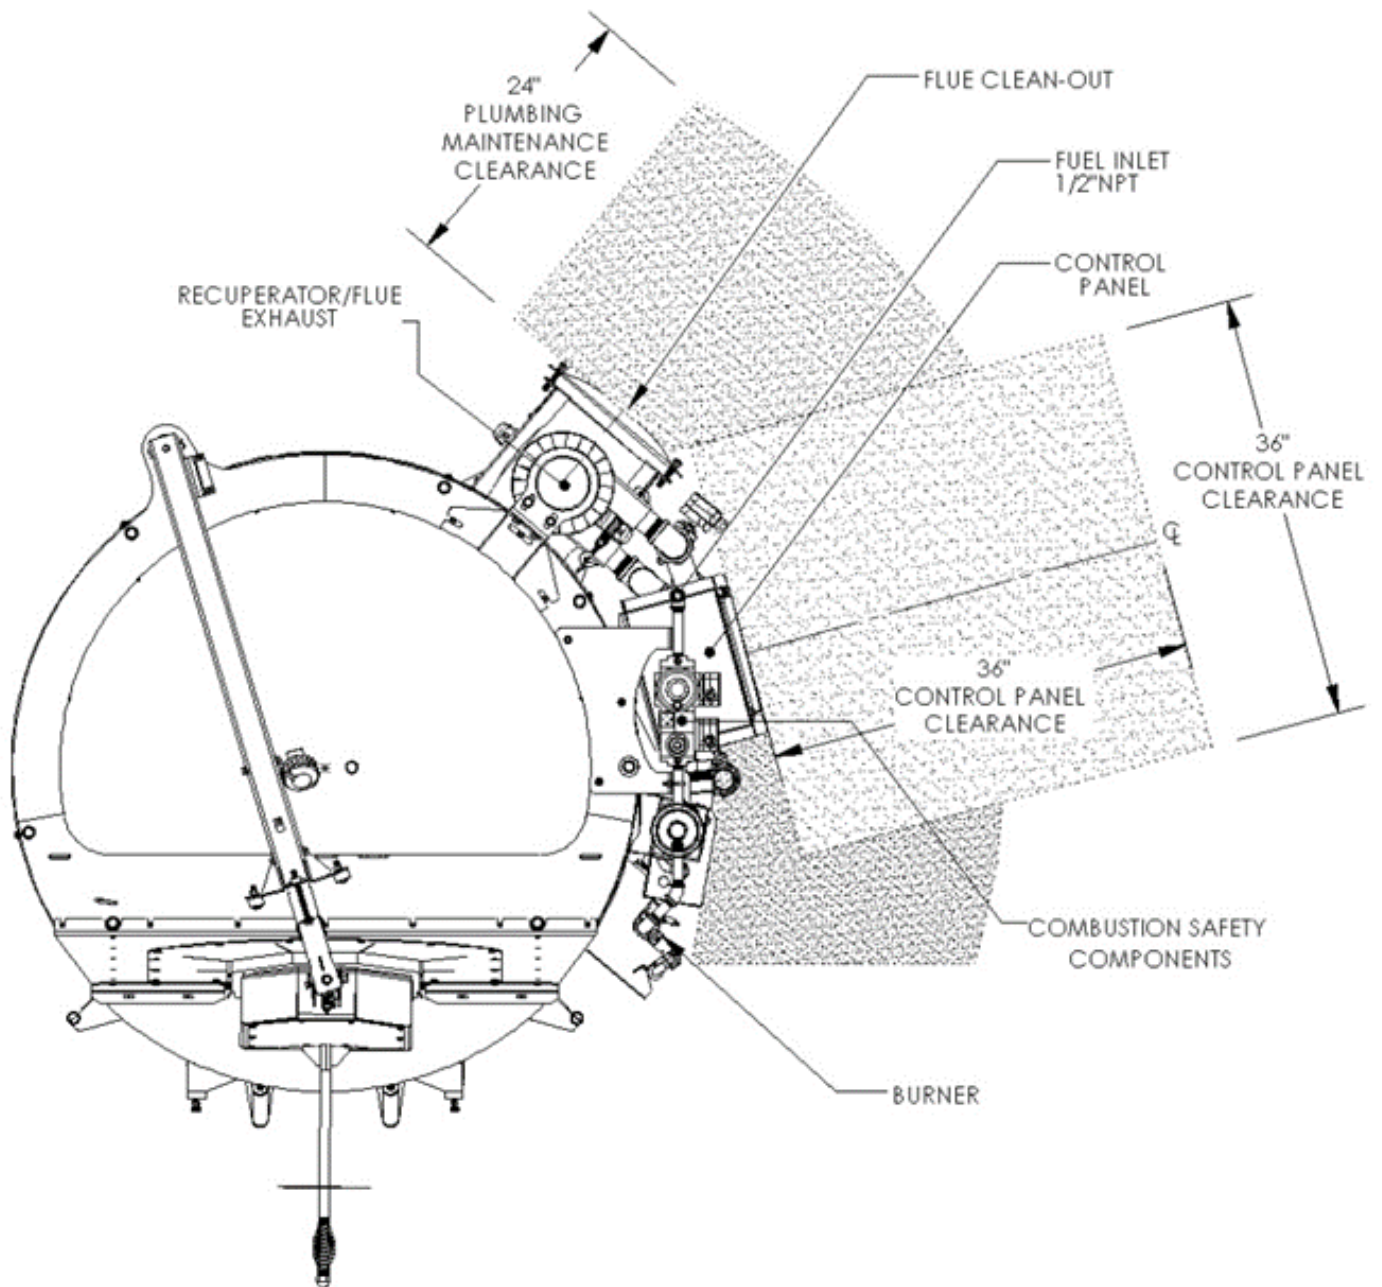 24"
PLUMBING
MAINTENANCE
CLEARANCE
FLUE CLEAN-OUT
FUEL INLET
1/2"NPT
CONTROL
PANEL
RECUPERATOR/FLUE
EXHAUST
36"
CONTROL PANEL
CLEARANCE
℄
36"
CONTROL PANEL
CLEARANCE
COMBUSTION SAFETY
COMPONENTS
BURNER